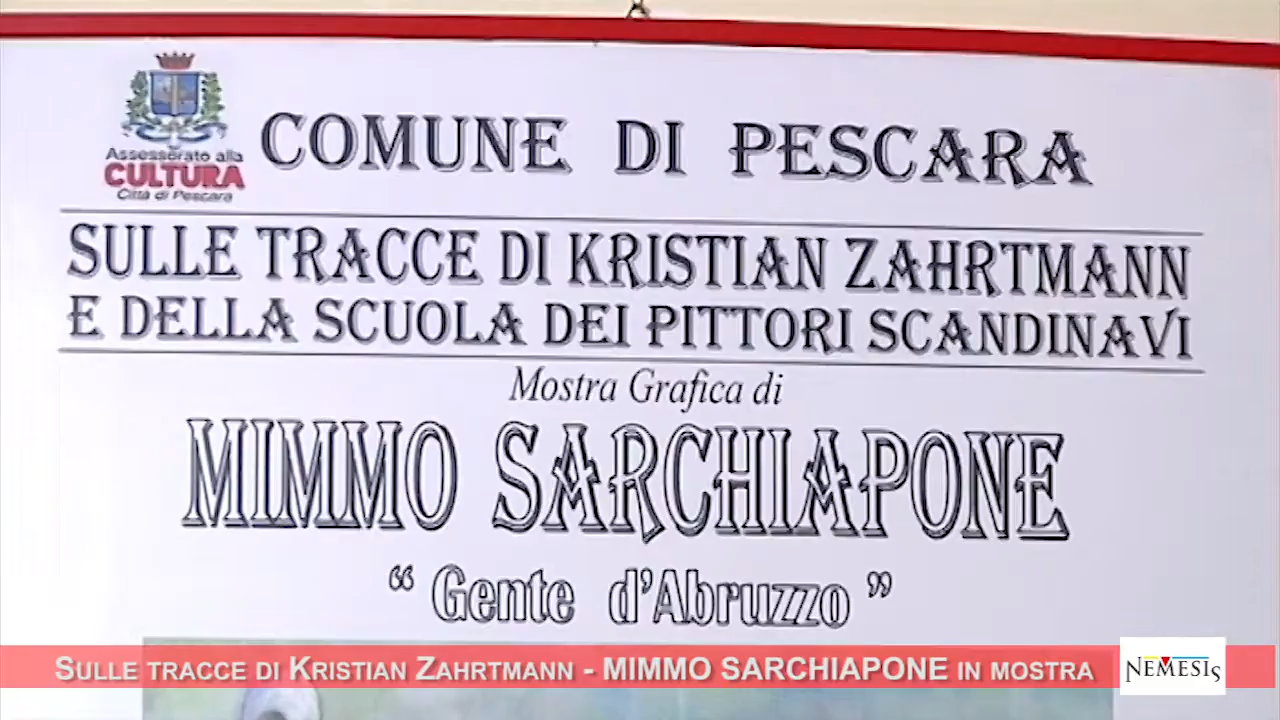 Assessorato alla
CULTURA
Città di Pescara
COMUNE DI PESCARA
SULLE TRACCE DI KRISTIAN ZAHRTMANN
E DELLA SCUOLA DEI PITTORI SCANDINAVI
Mostra Grafica di
MIMMO SARCHIAPONE
“ Gente d’Abruzzo ”
SULLE TRACCE DI KRISTIAN ZAHRTMANN - MIMMO SARCHIAPONE IN MOSTRA
NEMESIS